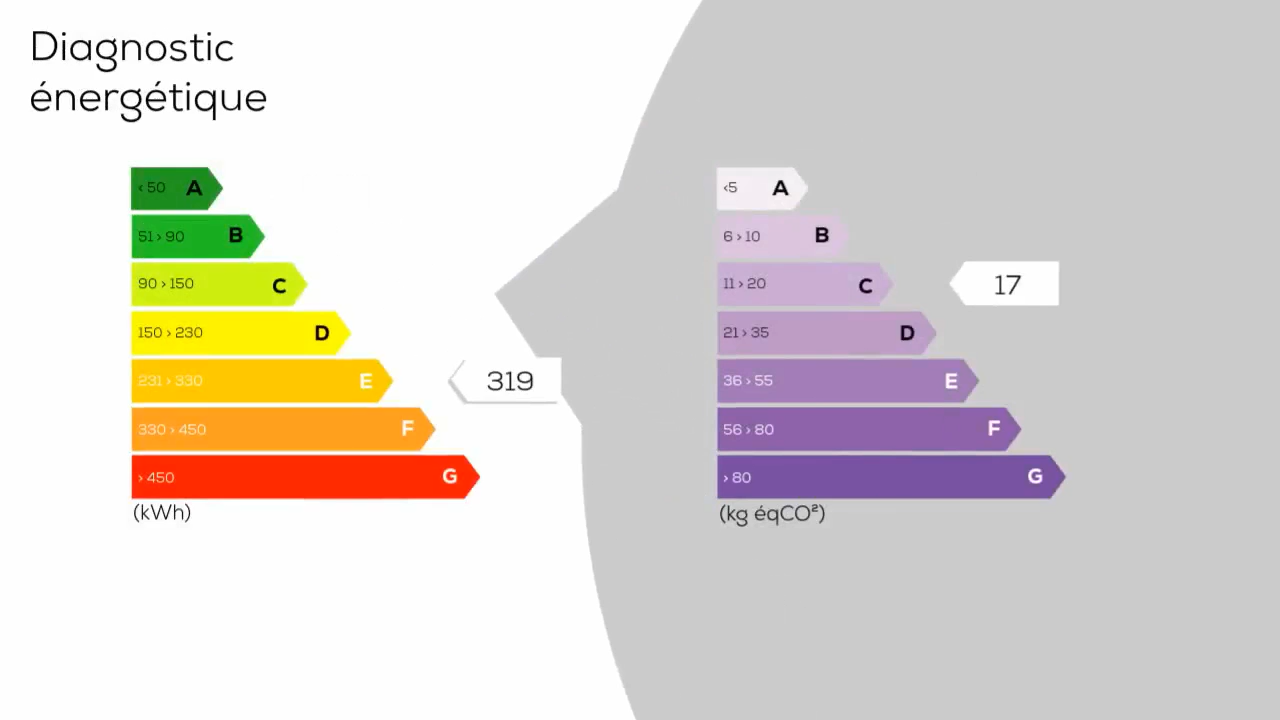 Diagnostic
énergétique
< 50 A
51 > 90 B
90 > 150 C
150 > 230 D
231 > 330 E
319
330 > 450 F
> 450 G
(kWh)
<5 A
6 > 10 B
11 > 20 C
17
21 > 35 D
36 > 55 E
56 > 80 F
> 80 G
(kg éqCO²)